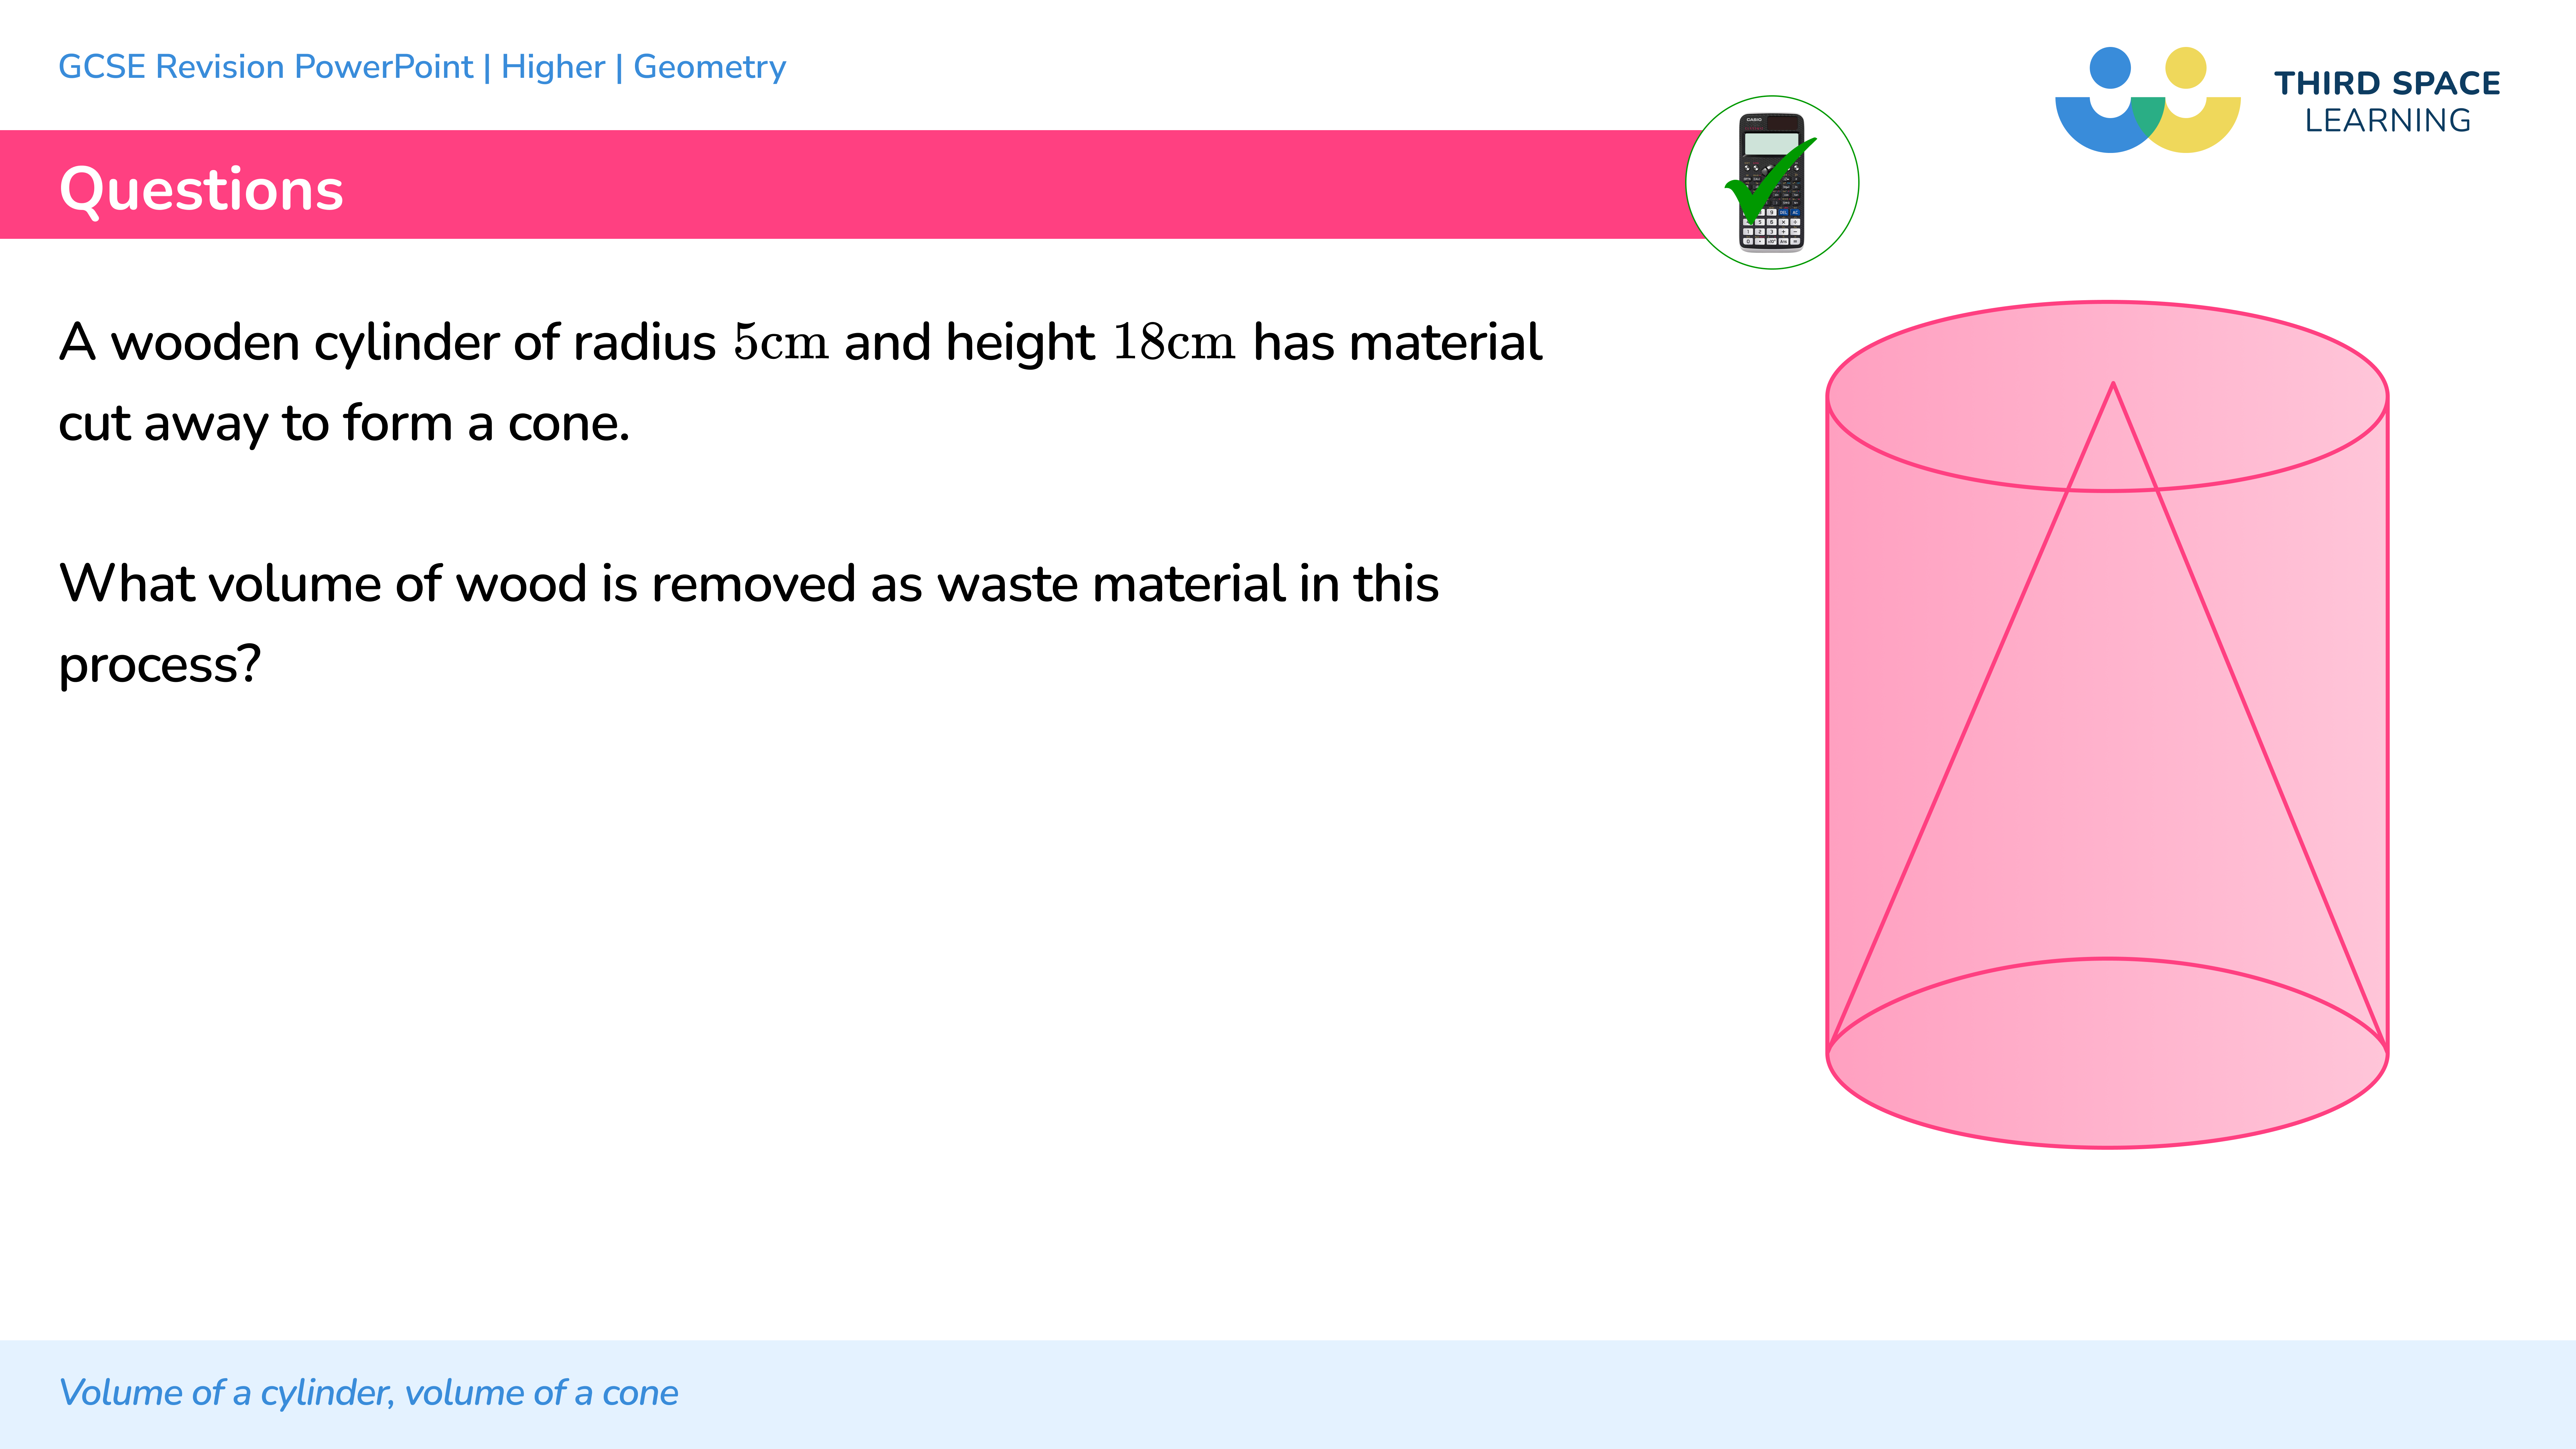 GCSE Revision PowerPoint | Higher | Geometry
THIRD SPACE
LEARNING
Questions
CASIO
A wooden cylinder of radius 5cm and height 18cm has material
cut away to form a cone.
What volume of wood is removed as waste material in this
process?
Volume of a cylinder, volume of a cone